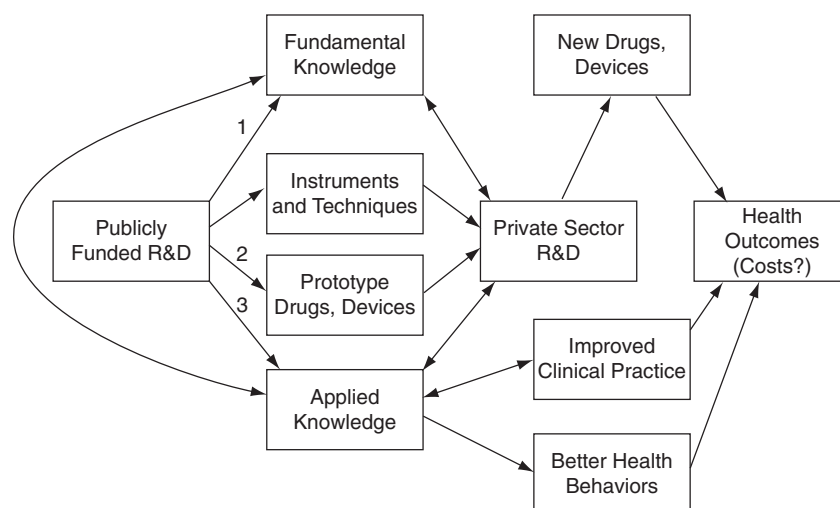 Fundamental
Knowledge
New Drugs,
Devices
1
Instruments
and Techniques
Publicly
Funded R&D
Private Sector
R&D
Health
Outcomes
(Costs?)
2
Prototype
Drugs, Devices
3
Improved
Clinical Practice
Applied
Knowledge
Better Health
Behaviors